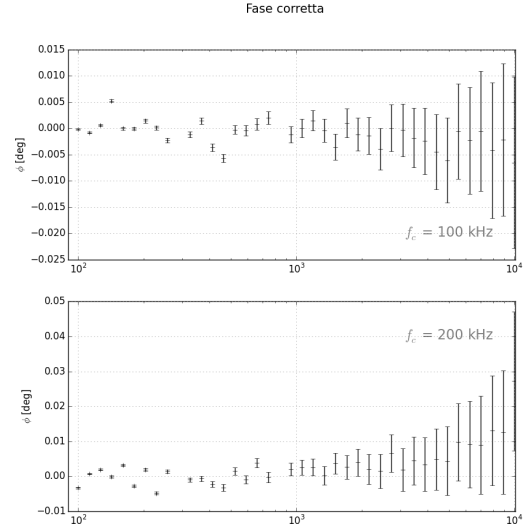 Fase corretta
0.015
0.010
0.005
0.000
−0.005
−0.010
−0.015
−0.020
−0.025
ϕ [deg]
f_c = 100 kHz
10² 10³ 10⁴
0.05
0.04
0.03
0.02
0.01
0.00
−0.01
ϕ [deg]
f_c = 200 kHz
10² 10³ 10⁴